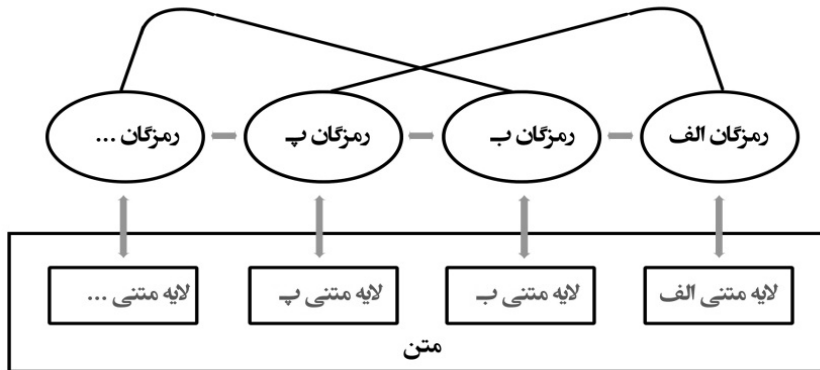 رمزگان الف
رمزگان ب
رمزگان پ
رمزگان ...
لایه متنی الف
لایه متنی ب
لایه متنی پ
لایه متنی ...
متن